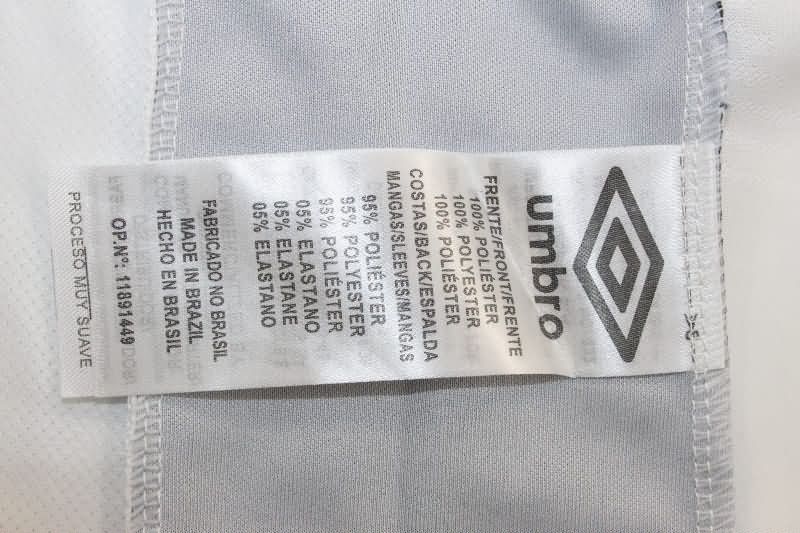 umbro
FRENTE/FRONT/FRENTE
100% POLIÉSTER
100% POLYESTER
100% POLIÉSTER
COSTAS/BACK/ESPALDA
MANGAS/SLEEVES/MANGAS
95% POLIÉSTER
95% POLYESTER
95% POLIÉSTER
05% ELASTANO
05% ELASTANE
05% ELASTANO
FABRICADO NO BRASIL
MADE IN BRAZIL
HECHO EN BRASIL
OP.Nº: 11891449
PROCESO MUY SUAVE